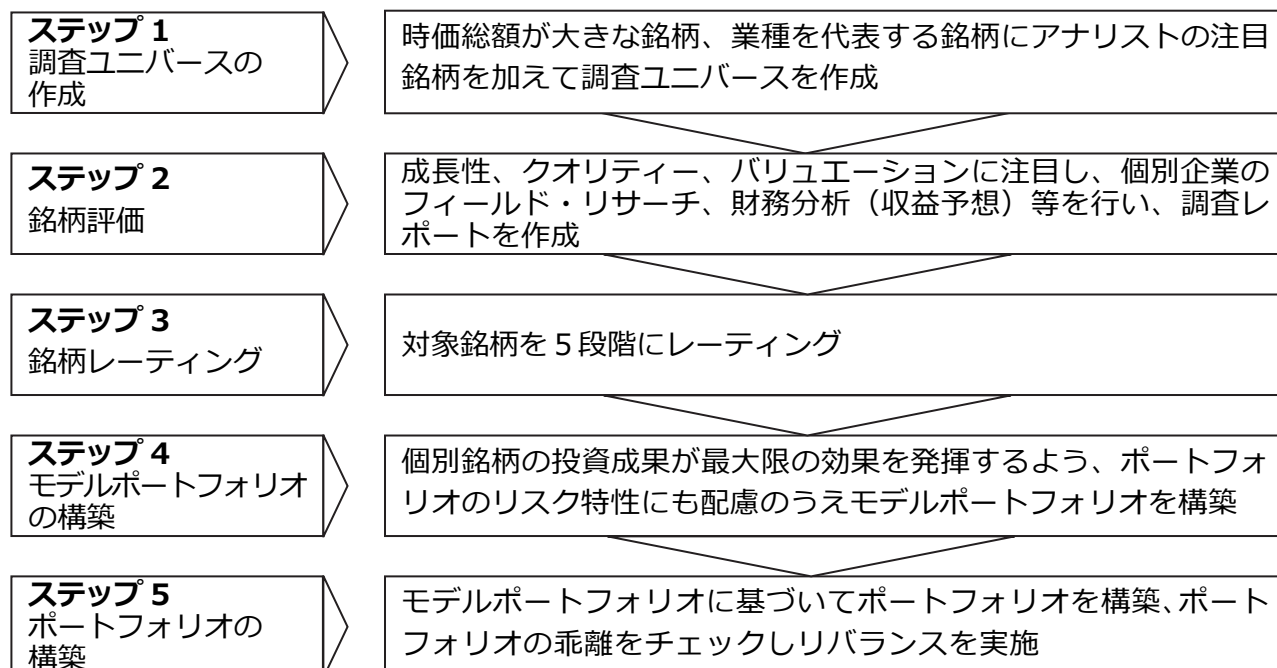 ステップ 1
調査ユニバースの
作成
時価総額が大きな銘柄、業種を代表する銘柄にアナリストの注目
銘柄を加えて調査ユニバースを作成
ステップ 2
銘柄評価
成長性、クオリティー、バリュエーションに注目し、個別企業の
フィールド・リサーチ、財務分析（収益予想）等を行い、調査レ
ポートを作成
ステップ 3
銘柄レーティング
対象銘柄を５段階にレーティング
ステップ 4
モデルポートフォリオ
の構築
個別銘柄の投資成果が最大限の効果を発揮するよう、ポートフォ
リオのリスク特性にも配慮のうえモデルポートフォリオを構築
ステップ 5
ポートフォリオの
構築
モデルポートフォリオに基づいてポートフォリオを構築、ポート
フォリオの乖離をチェックしリバランスを実施